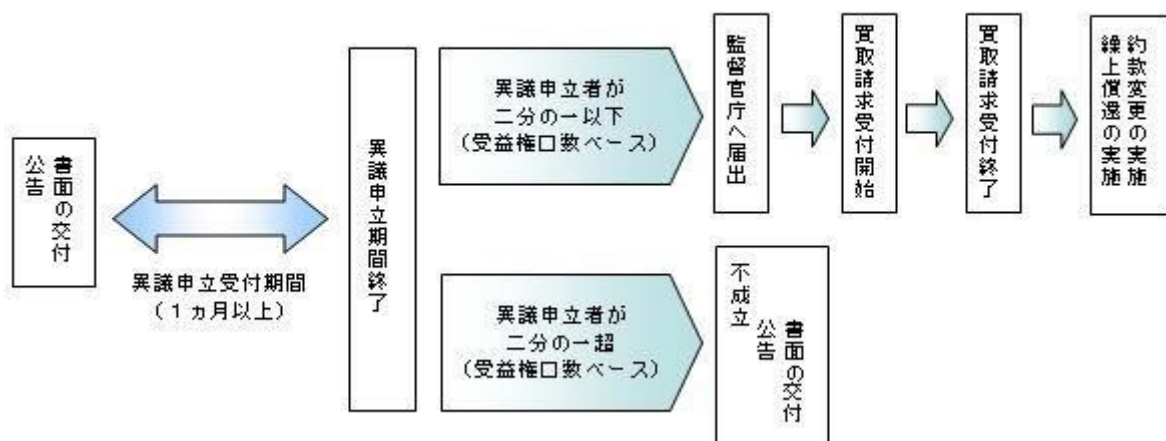 書面の交付
公告
異議申立受付期間
(1ヵ月以上)
異議申立期間終了
異議申立者が
二分の一以下
(受益権口数ベース)
監督官庁へ届出
買取請求受付開始
買取請求受付終了
約款変更の実施
繰上償還の実施
異議申立者が
二分の一超
(受益権口数ベース)
不成立
書面の交付
公告